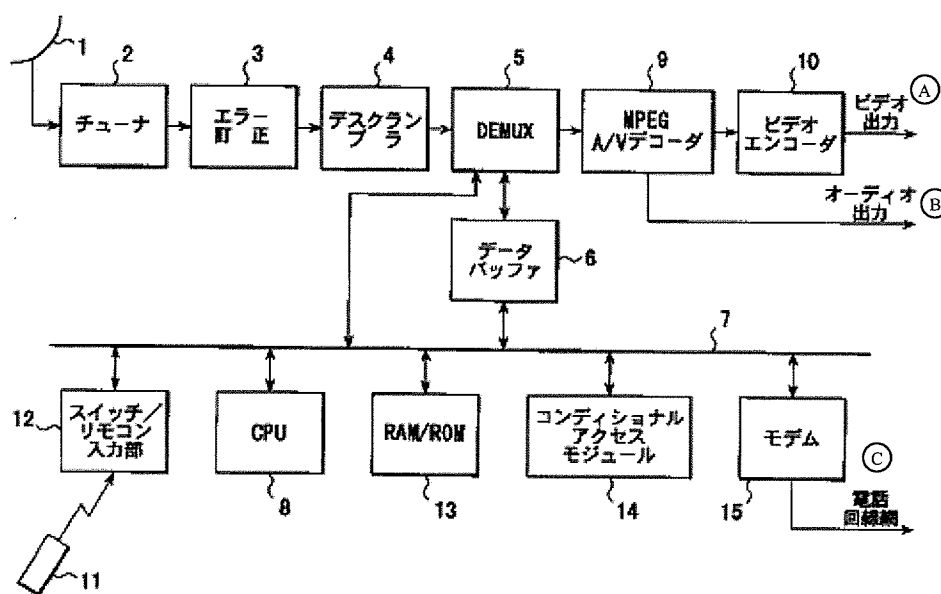 1
2
3
4
5
9
10
チューナ
エラー
訂 正
デスクラン
ブ ラ
DEMUX
MPEG
A/Vデコーダ
ビデオ
エンコーダ
A
ビデオ
出力
オーディオ
出力
B
データ
バッファ
6
7
12
スイッチ/
リモコン
入力部
CPU
RAM/ROM
コンディショナル
アクセス
モジュール
モデム
C
8
13
14
15
電話
回線網
11